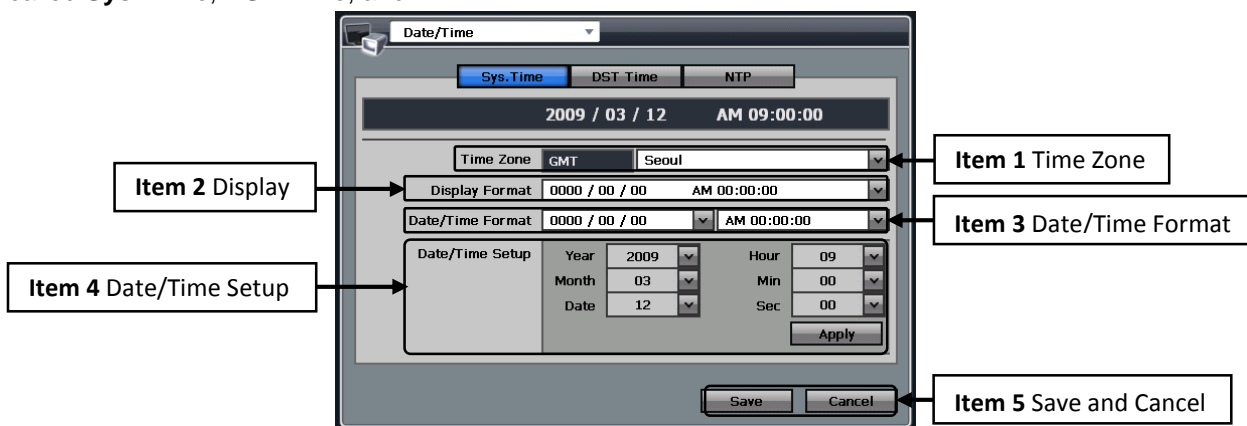 Date/Time
Sys.Time DST Time NTP
2009 / 03 / 12 AM 09:00:00
Time Zone GMT Seoul
Item 1 Time Zone
Item 2 Display
Display Format 0000 / 00 / 00 AM 00:00:00
Date/Time Format 0000 / 00 / 00 AM 00:00:00
Item 3 Date/Time Format
Date/Time Setup Year 2009 Hour 09
Item 4 Date/Time Setup
Month 03 Min 00
Date 12 Sec 00
Apply
Save Cancel
Item 5 Save and Cancel